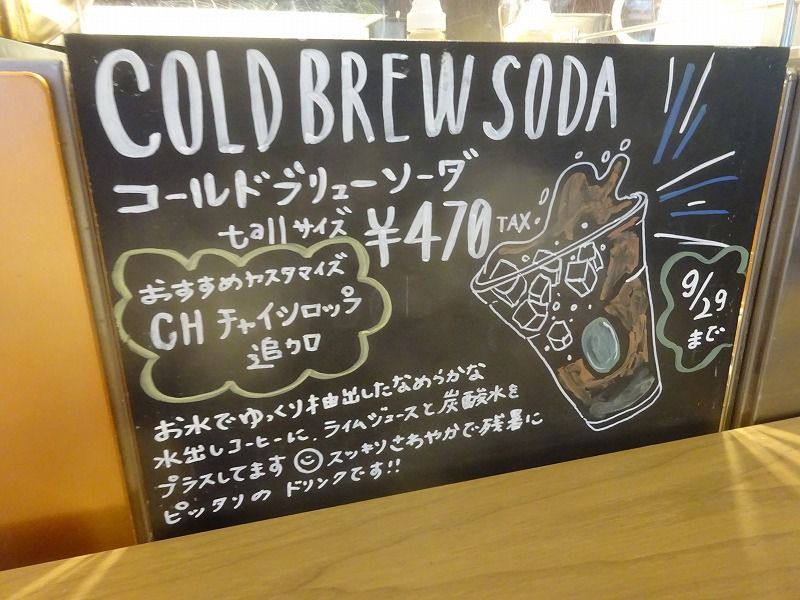 COLD BREW SODA
コールドブリューソーダ
tallサイズ ¥470 TAX
おすすめカスタマイズ
CH チャイシロップ
追加
9/29
まで
お水でゆっくり抽出したなめらかな
水出しコーヒーに、ライムジュースと炭酸水を
プラスしてます スッキリさわやかで残暑に
ピッタリの ドリンクです!!